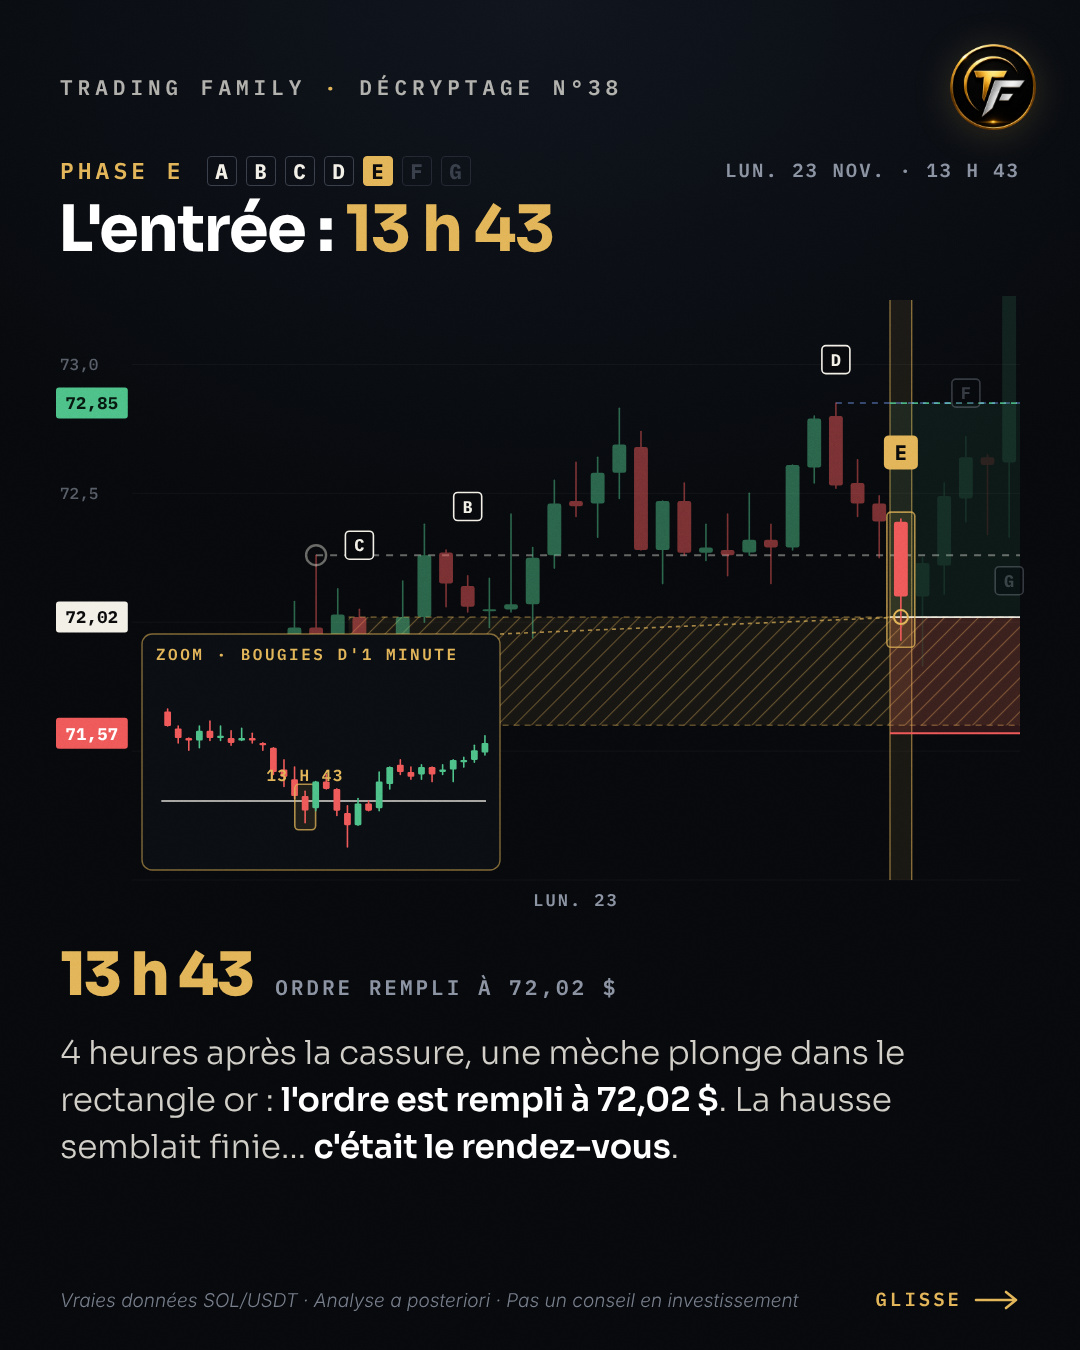 TRADING FAMILY · DÉCRYPTAGE N°38
TF
PHASE E A B C D E F G
LUN. 23 NOV. · 13 H 43
L'entrée : 13 h 43
73,0
72,85
72,5
72,02
71,57
D
F
E
B
C
G
ZOOM · BOUGIES D'1 MINUTE
13 H 43
LUN. 23
13 h 43 ORDRE REMPLI À 72,02 $
4 heures après la cassure, une mèche plonge dans le
rectangle or : l'ordre est rempli à 72,02 $. La hausse
semblait finie... c'était le rendez-vous.
Vraies données SOL/USDT · Analyse a posteriori · Pas un conseil en investissement
GLISSE →